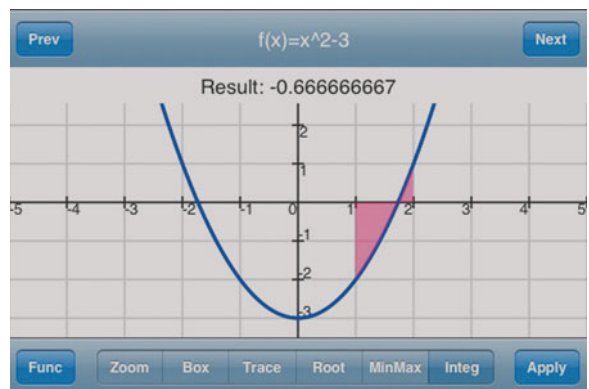 Prev f(x)=x^2-3 Next
Result: -0.666666667
2
1
-5 -4 -3 -2 -1 0 1 2 3 4 5
-1
-2
-3
Func Zoom Box Trace Root MinMax Integ Apply